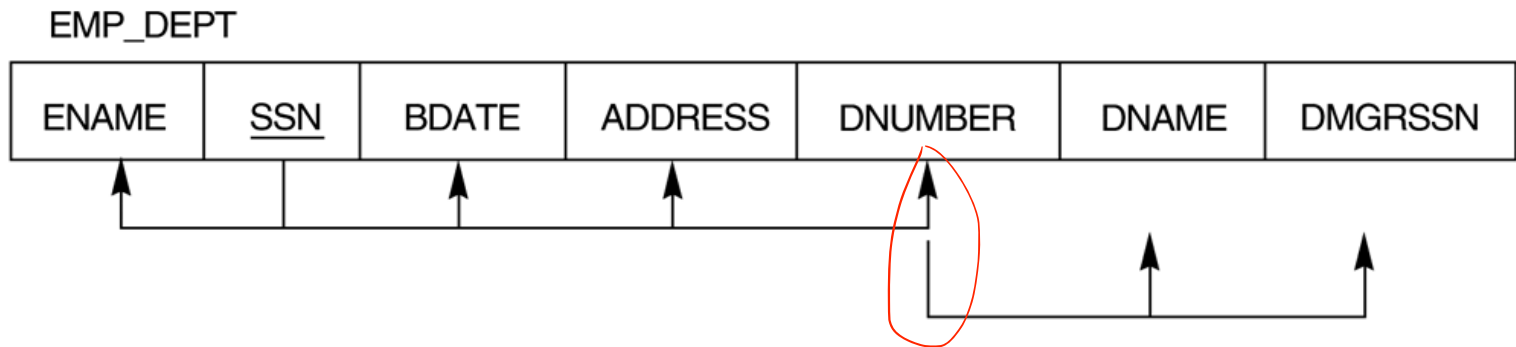 EMP_DEPT
ENAME SSN BDATE ADDRESS DNUMBER DNAME DMGRSSN